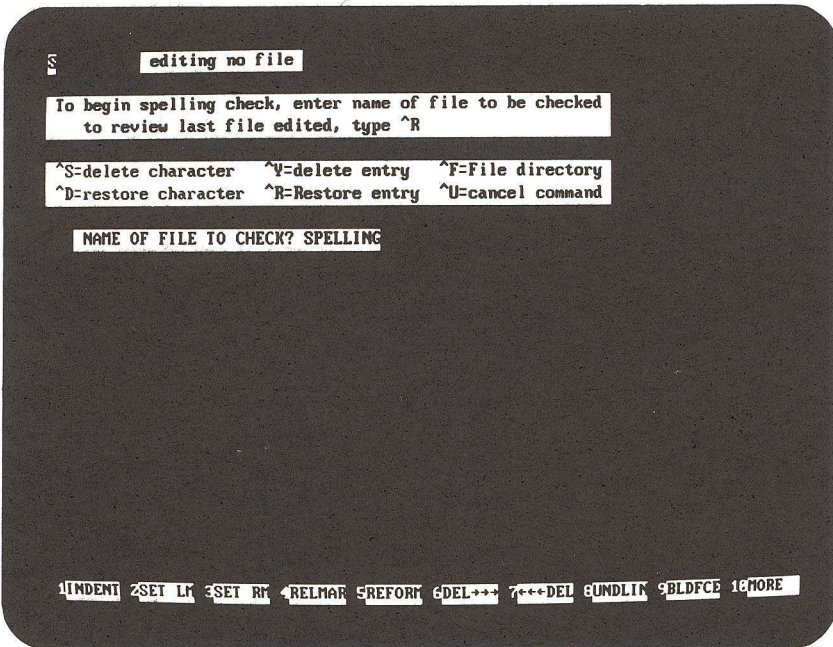 S editing no file
To begin spelling check, enter name of file to be checked
to review last file edited, type ^R
^S=delete character ^Y=delete entry ^F=File directory
^D=restore character ^R=Restore entry ^U=cancel command
NAME OF FILE TO CHECK? SPELLING
1INDENT 2SET LM 3SET RM 4RELMAR 5REFORM 6DEL→→→ 7←←←DEL 8UNDLIN 9BLDFCE 10MORE